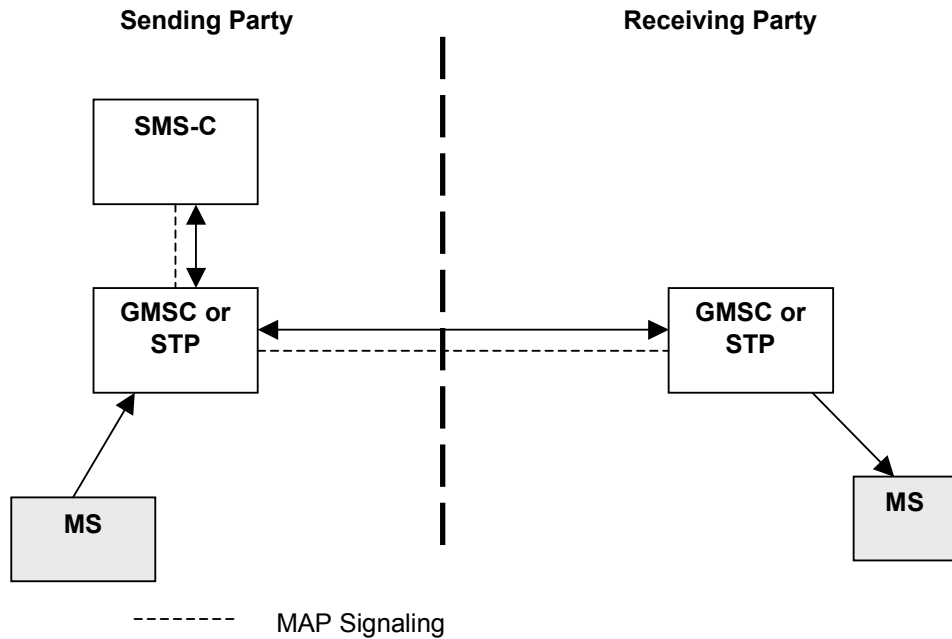 Sending Party
Receiving Party
SMS-C
GMSC or
STP
GMSC or
STP
MS
MS
MAP Signaling